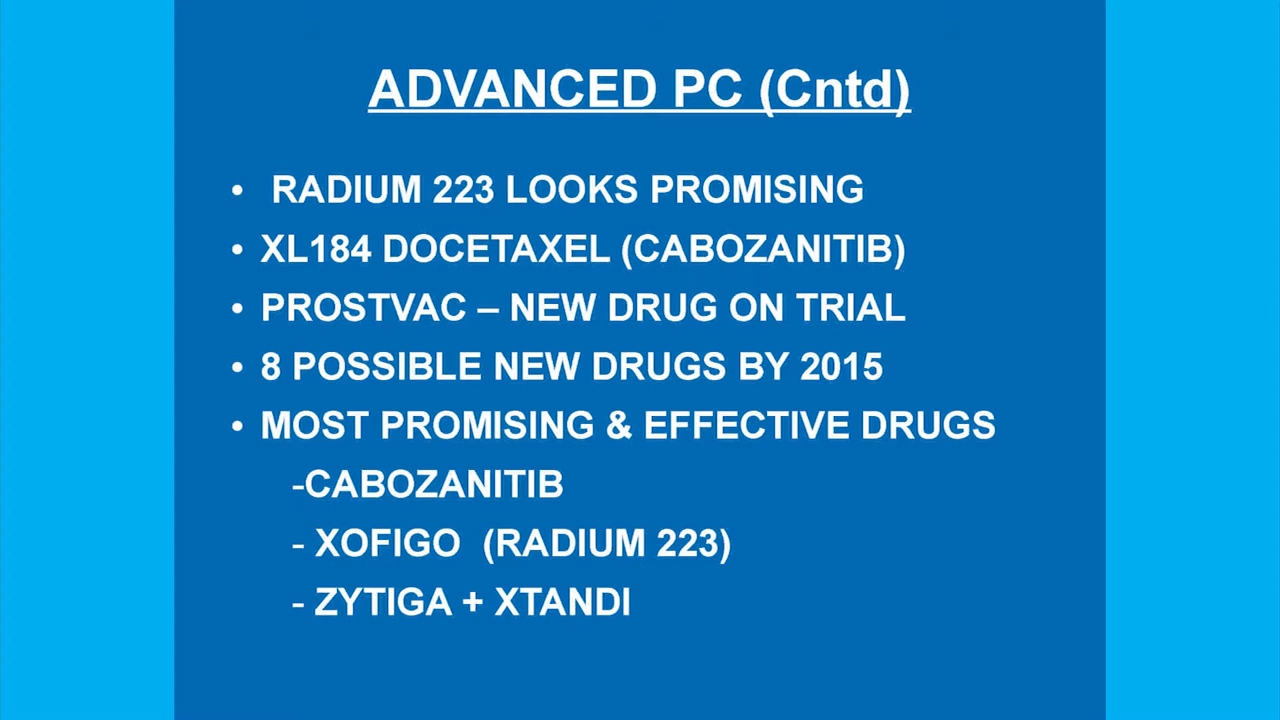 ADVANCED PC (Cntd)
• RADIUM 223 LOOKS PROMISING
• XL184 DOCETAXEL (CABOZANITIB)
• PROSTVAC – NEW DRUG ON TRIAL
• 8 POSSIBLE NEW DRUGS BY 2015
• MOST PROMISING & EFFECTIVE DRUGS
-CABOZANITIB
- XOFIGO (RADIUM 223)
- ZYTIGA + XTANDI